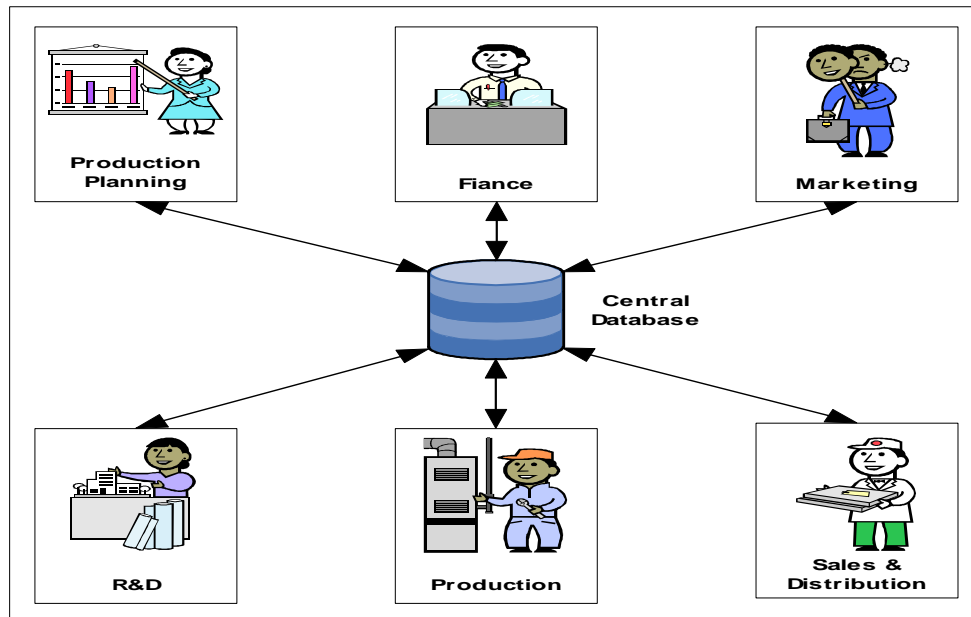 Production
Planning
Fiance
Marketing
Central
Database
R&D
Production
Sales &
Distribution